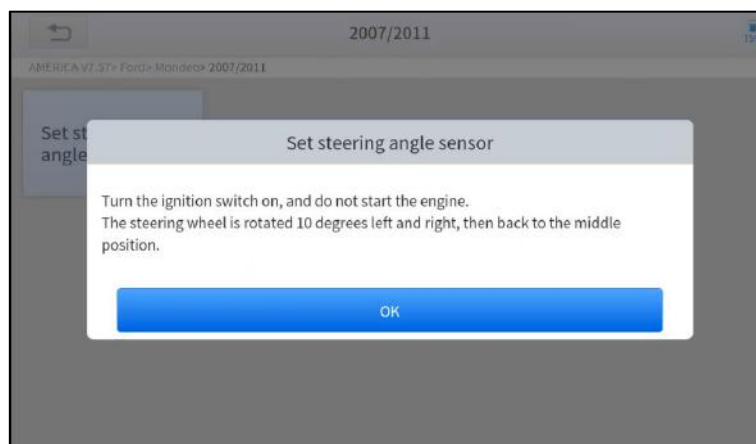 2007/2011
AMERICA V7.57> Ford> Mondeo> 2007/2011
Set st
angle
Set steering angle sensor
Turn the ignition switch on, and do not start the engine.
The steering wheel is rotated 10 degrees left and right, then back to the middle
position.
OK